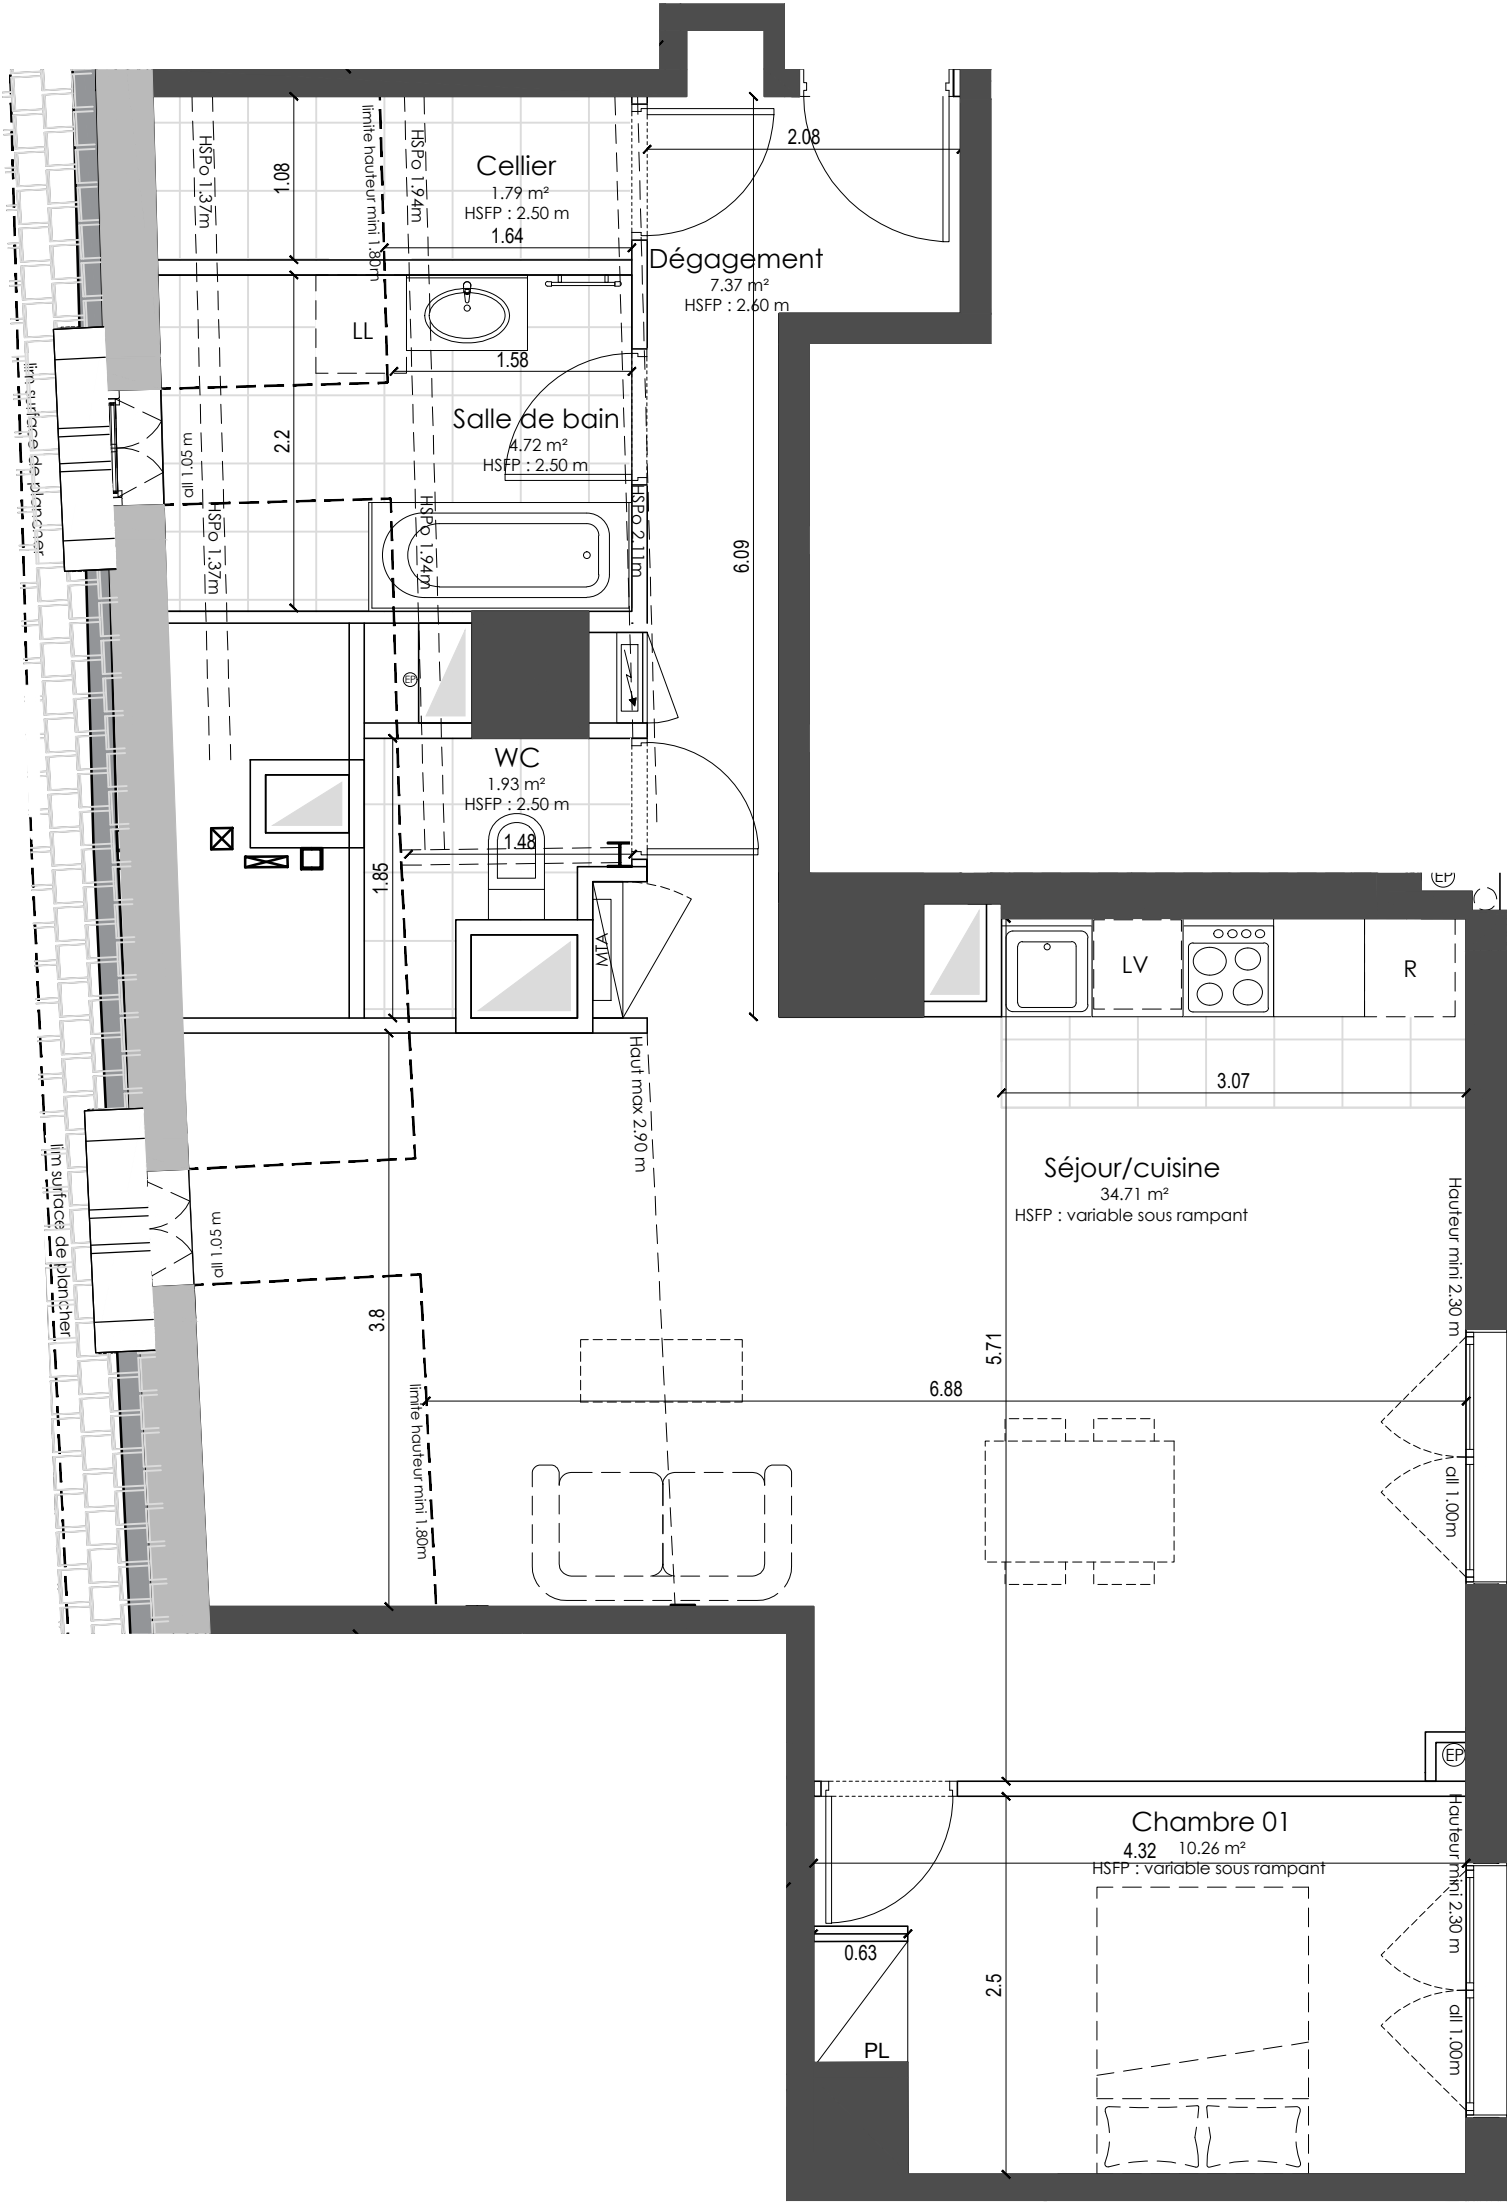 HSPo 1.37m
limite hauteur mini 1.80m
HSPo 1.94m
1.08
Cellier
1.79 m²
HSFP : 2.50 m
1.64
2.08
Dégagement
7.37 m²
HSFP : 2.60 m
LL
1.58
lim surface de plancher
all 1.05 m
2.2
Salle de bain
4.72 m²
HSFP : 2.50 m
HSPo 1.37m
HSPo 1.94m
HSPo 2.11m
6.09
EP
WC
1.93 m²
HSFP : 2.50 m
1.48
1.85
MTA
EP
LV
R
3.07
Haut max 2.90 m
Séjour/cuisine
34.71 m²
HSFP : variable sous rampant
Hauteur mini 2.30 m
lim surface de plancher
all 1.05 m
3.8
5.71
6.88
limite hauteur mini 1.80m
all 1.00m
EP
Chambre 01
10.26 m²
4.32
HSFP : variable sous rampant
Hauteur mini 2.30 m
0.63
2.5
PL
all 1.00m